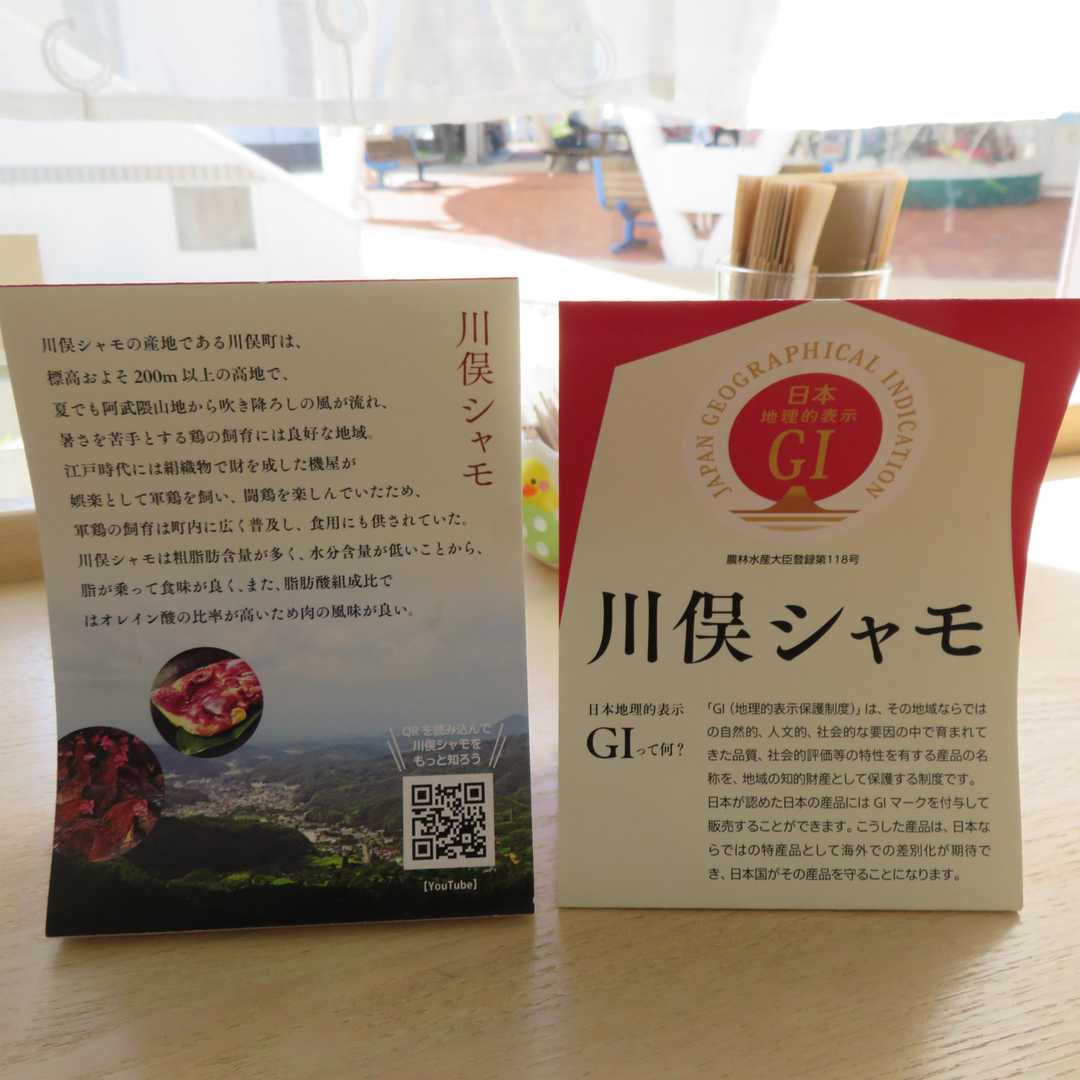 川俣シャモ
川俣シャモの産地である川俣町は、
標高およそ200m以上の高地で、
夏でも阿武隈山地から吹き降ろしの風が流れ、
暑さを苦手とする鶏の飼育には良好な地域。
江戸時代には絹織物で財を成した機屋が
娯楽として軍鶏を飼い、闘鶏を楽しんでいたため、
軍鶏の飼育は町内に広く普及し、食用にも供されていた。
川俣シャモは粗脂肪含量が多く、水分含量が低いことから、
脂が乗って食味が良く、また、脂肪酸組成比で
はオレイン酸の比率が高いため肉の風味が良い。
QRを読み込んで
川俣シャモを
もっと知ろう
【YouTube】
JAPAN GEOGRAPHICAL INDICATION
日本
地理的表示
GI
農林水産大臣登録第118号
川俣シャモ
日本地理的表示
GIって何？
「GI（地理的表示保護制度）」は、その地域ならでは
の自然的、人文的、社会的な要因の中で育まれて
きた品質、社会的評価等の特性を有する産品の名
称を、地域の知的財産として保護する制度です。
日本が認めた日本の産品にはGIマークを付与して
販売することができます。こうした産品は、日本な
らではの特産品として海外での差別化が期待で
き、日本国がその産品を守ることになります。